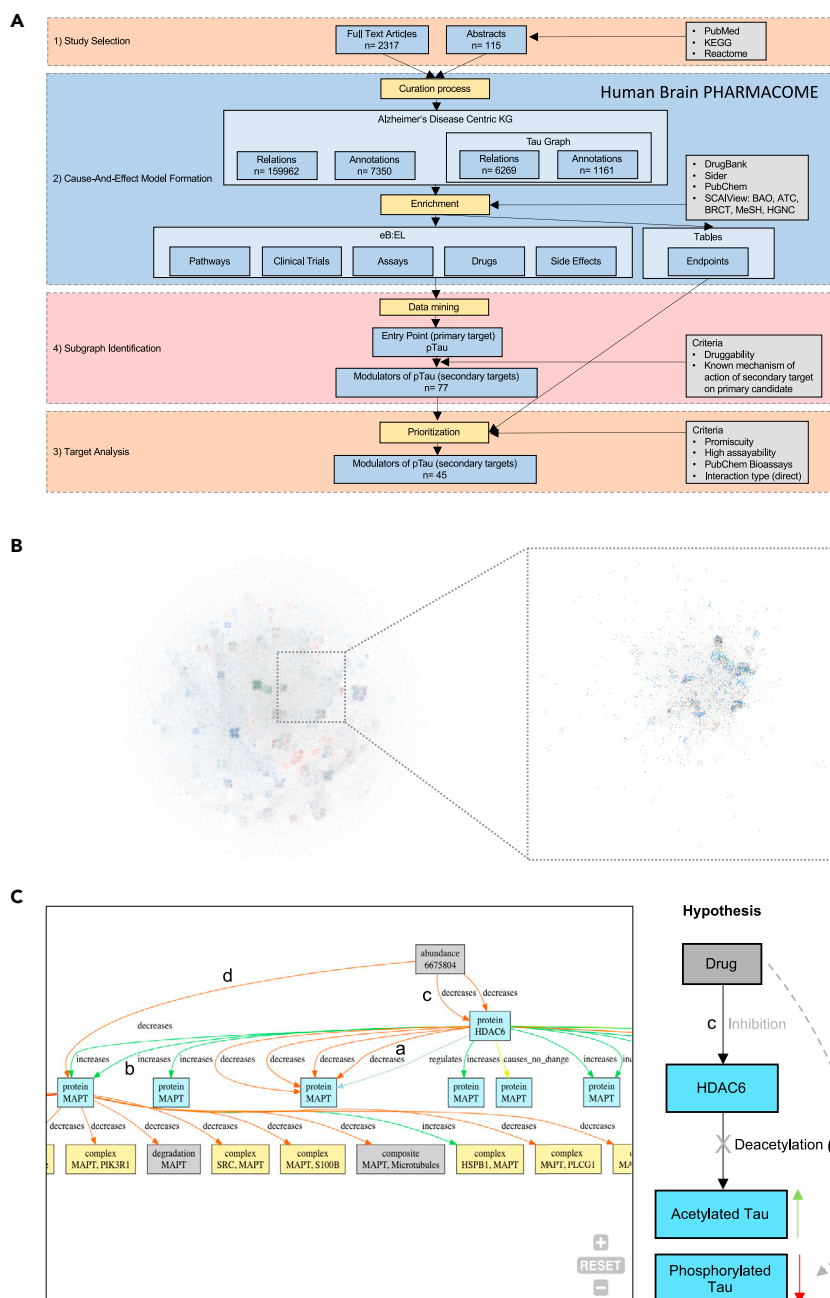 A
1) Study Selection
Full Text Articles
n= 2317
Abstracts
n= 115
• PubMed
• KEGG
• Reactome
Curation process
Human Brain PHARMACOME
Alzheimer's Disease Centric KG
Tau Graph
Relations
n= 159962
Annotations
n= 7350
Relations
n= 6269
Annotations
n=1161
2) Cause-And-Effect Model Formation
Enrichment
• DrugBank
• Sider
• PubChem
• SCAIView: BAO, ATC,
BRCT, MeSH, HGNC
eB:EL
Pathways
Clinical Trials
Assays
Drugs
Side Effects
Tables
Endpoints
Data mining
4) Subgraph Identification
Entry Point (primary target)
pTau
Modulators of pTau (secondary targets)
n= 77
Criteria
• Druggability
• Known mechanism of
action of secondary target
on primary candidate
Prioritization
3) Target Analysis
Modulators of pTau (secondary targets)
n= 45
Criteria
• Promiscuity
• High assayability
• PubChem Bioassays
• Interaction type (direct)
B
C
abundance
6675804
d
c
decreases
decreases
protein
HDAC6
decreases
a
increases
b
increases
decreases
decreases
decreases
regulates
increases
causes_no_change
increases
protein
MAPT
protein
MAPT
protein
MAPT
protein
MAPT
protein
MAPT
protein
MAPT
decreases
decreases
decreases
decreases
decreases
increases
decreases
decreases
complex
MAPT, PIK3R1
degradation
MAPT
complex
SRC, MAPT
complex
MAPT, S100B
composite
MAPT, Microtubules
complex
HSPB1, MAPT
complex
MAPT, PLCG1
RESET
Hypothesis
Drug
c Inhibition
HDAC6
X Deacetylation (
Acetylated Tau
Phosphorylated
Tau